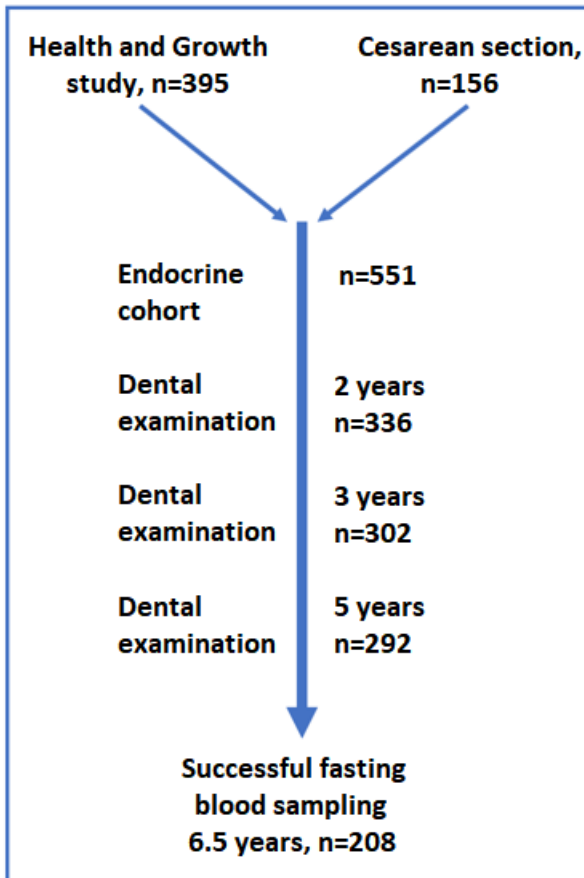 Health and Growth
study, n=395
Cesarean section,
n=156
Endocrine
cohort
n=551
Dental
examination
2 years
n=336
Dental
examination
3 years
n=302
Dental
examination
5 years
n=292
Successful fasting
blood sampling
6.5 years, n=208